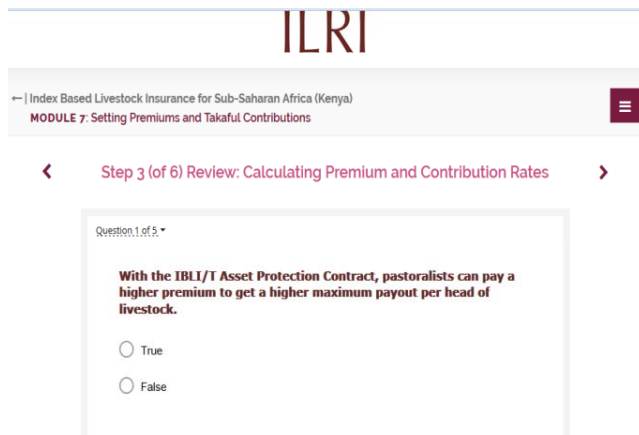 ILRI
←| Index Based Livestock Insurance for Sub-Saharan Africa (Kenya)
MODULE 7: Setting Premiums and Takaful Contributions
Step 3 (of 6) Review: Calculating Premium and Contribution Rates
Question 1 of 5
With the IBLI/T Asset Protection Contract, pastoralists can pay a
higher premium to get a higher maximum payout per head of
livestock.
True
False